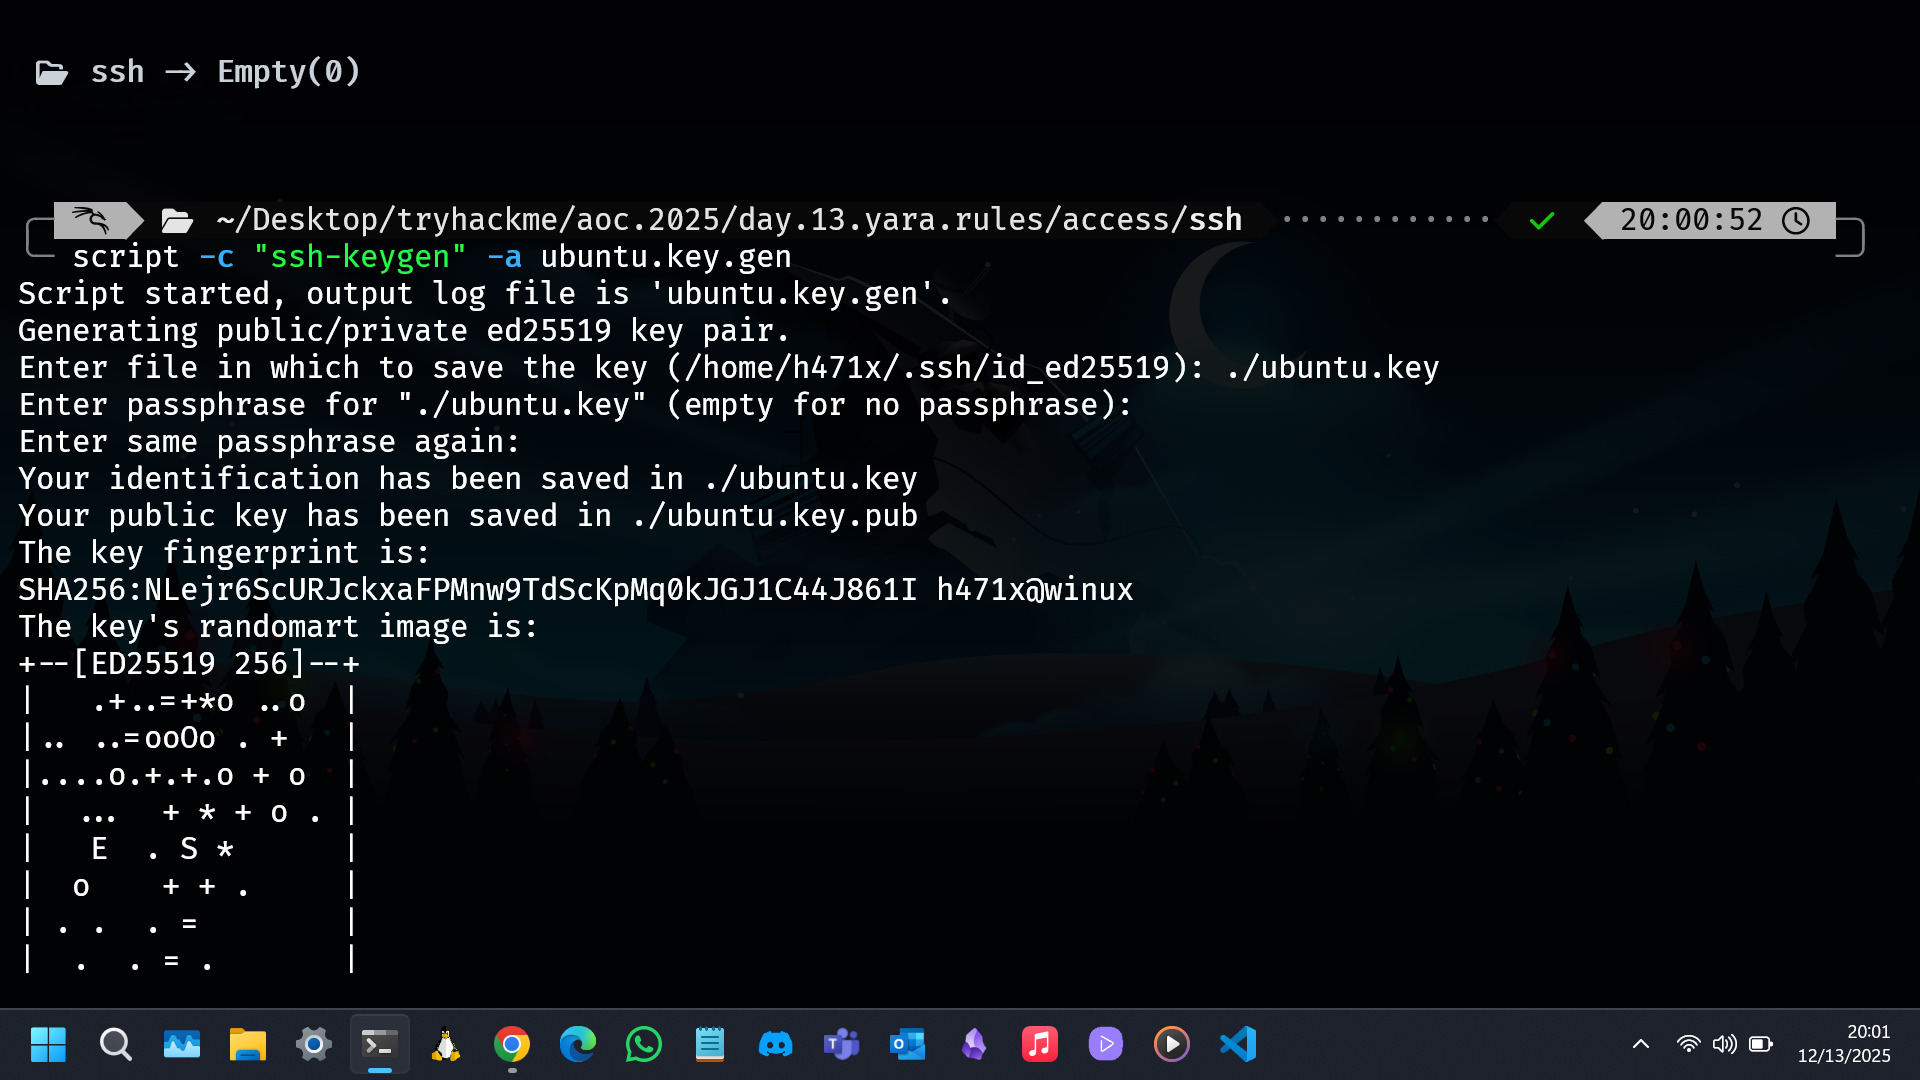 ssh → Empty(0)
~/Desktop/tryhackme/aoc.2025/day.13.yara.rules/access/ssh ············ ✓ 20:00:52
script -c "ssh-keygen" -a ubuntu.key.gen
Script started, output log file is 'ubuntu.key.gen'.
Generating public/private ed25519 key pair.
Enter file in which to save the key (/home/h471x/.ssh/id_ed25519): ./ubuntu.key
Enter passphrase for "./ubuntu.key" (empty for no passphrase):
Enter same passphrase again:
Your identification has been saved in ./ubuntu.key
Your public key has been saved in ./ubuntu.key.pub
The key fingerprint is:
SHA256:NLejr6ScURJckxaFPMnw9TdScKpMq0kJGJ1C44J861I h471x@winux
The key's randomart image is:
+--[ED25519 256]--+
|   .+..=+*o ..o  |
|.. ..=ooOo . +   |
|....o.+.+.o + o  |
|  ...  + * + o . |
|   E  . S *      |
|  o    + + .     |
| . .  . =        |
|  .  . = .       |
20:01
12/13/2025